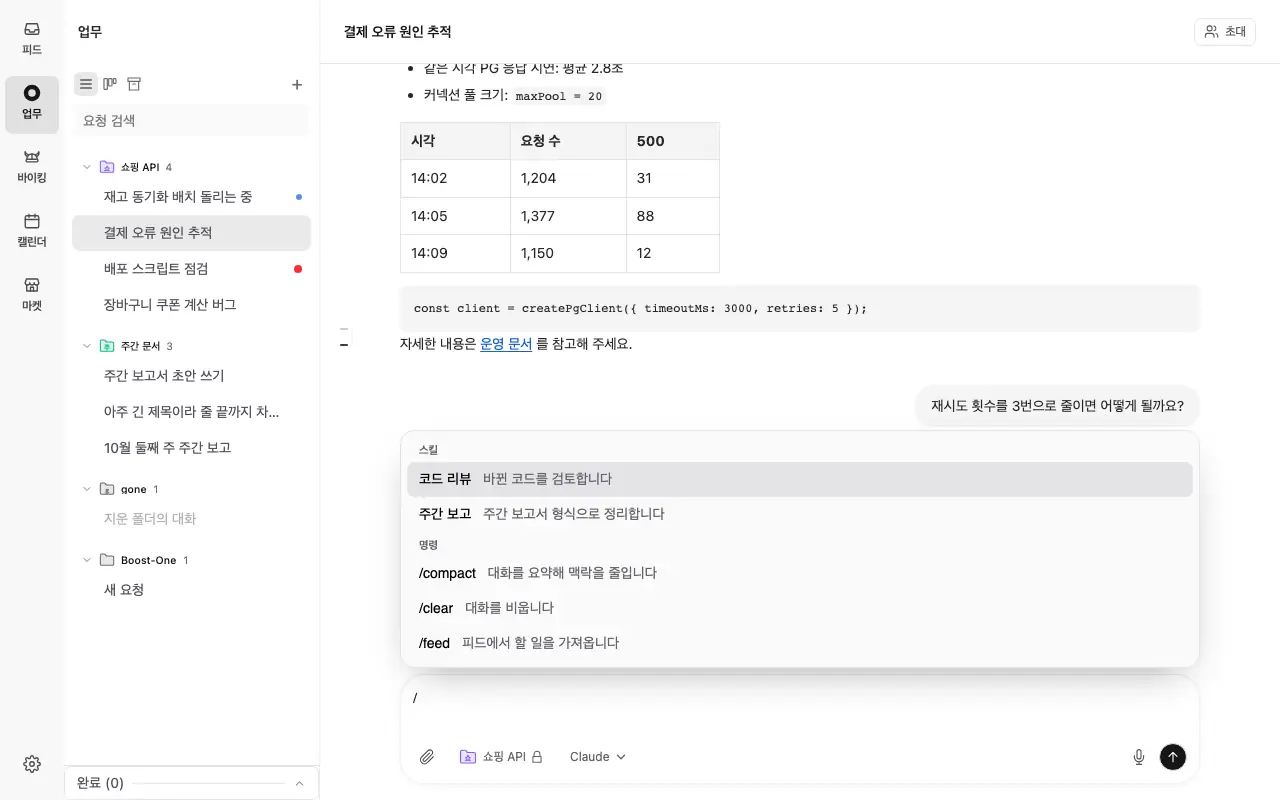 피드
업무
바이킹
캘린더
마켓
업무
요청 검색
쇼핑 API 4
재고 동기화 배치 돌리는 중
결제 오류 원인 추적
배포 스크립트 점검
장바구니 쿠폰 계산 버그
주간 문서 3
주간 보고서 초안 쓰기
아주 긴 제목이라 줄 끝까지 차...
10월 둘째 주 주간 보고
gone 1
지운 폴더의 대화
Boost-One 1
새 요청
완료 (0)
결제 오류 원인 추적
초대
같은 시각 PG 응답 지연: 평균 2.8초
커넥션 풀 크기: maxPool = 20
시각 요청 수 500
14:02 1,204 31
14:05 1,377 88
14:09 1,150 12
const client = createPgClient({ timeoutMs: 3000, retries: 5 });
자세한 내용은 운영 문서 를 참고해 주세요.
재시도 횟수를 3번으로 줄이면 어떻게 될까요?
스킬
코드 리뷰 바뀐 코드를 검토합니다
주간 보고 주간 보고서 형식으로 정리합니다
명령
/compact 대화를 요약해 맥락을 줄입니다
/clear 대화를 비웁니다
/feed 피드에서 할 일을 가져옵니다
/
쇼핑 API Claude